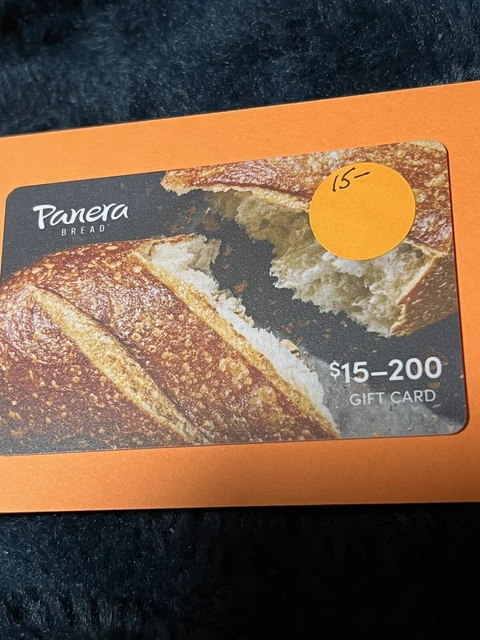 15–
Panera
BREAD
$15–200
GIFT CARD